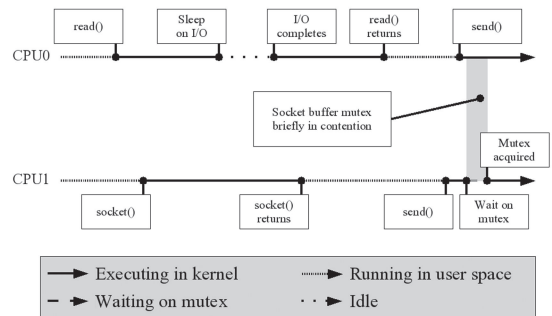 read()
Sleep
on I/O
I/O
completes
read()
returns
send()
CPU0
Socket buffer mutex
briefly in contention
Mutex
acquired
CPU1
socket()
socket()
returns
send()
Wait on
mutex
Executing in kernel
Running in user space
Waiting on mutex
Idle